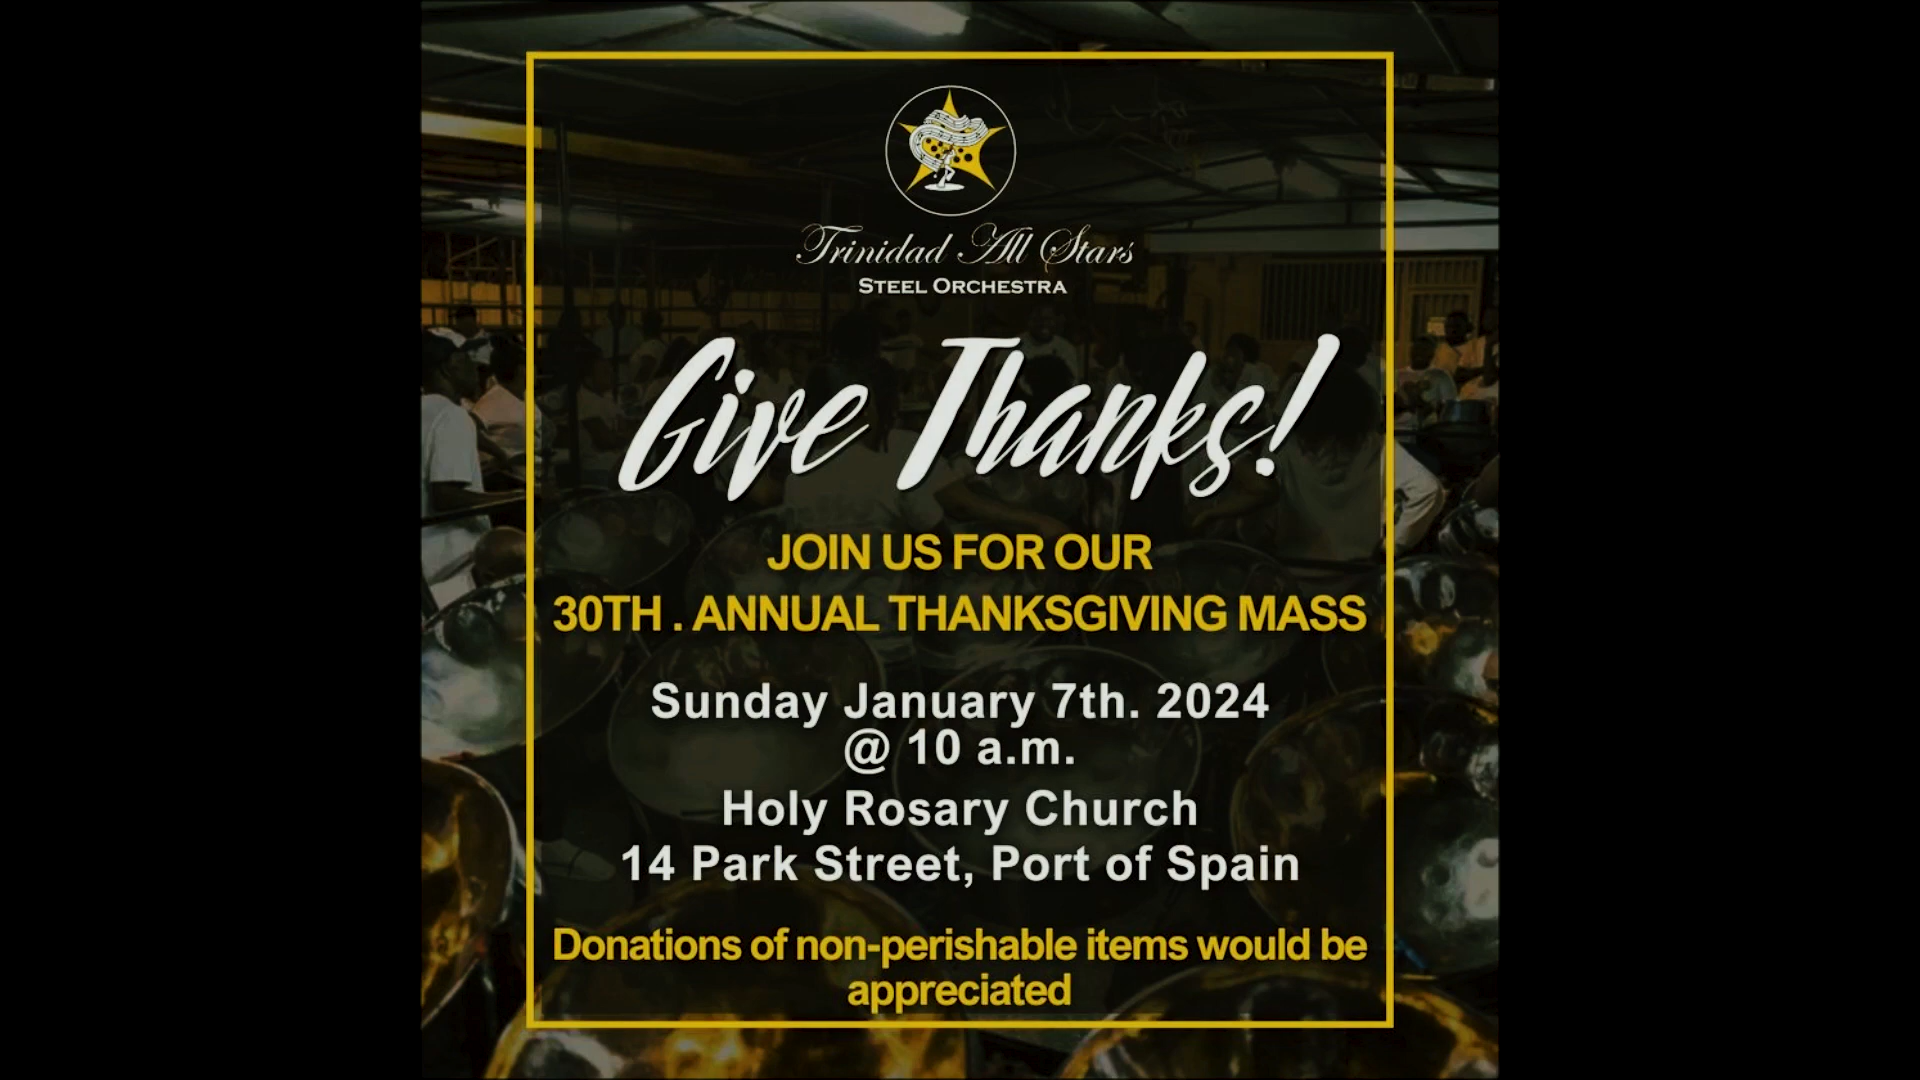 Trinidad All Stars
STEEL ORCHESTRA
Give Thanks!
JOIN US FOR OUR
30TH . ANNUAL THANKSGIVING MASS
Sunday January 7th. 2024
@ 10 a.m.
Holy Rosary Church
14 Park Street, Port of Spain
Donations of non-perishable items would be
appreciated